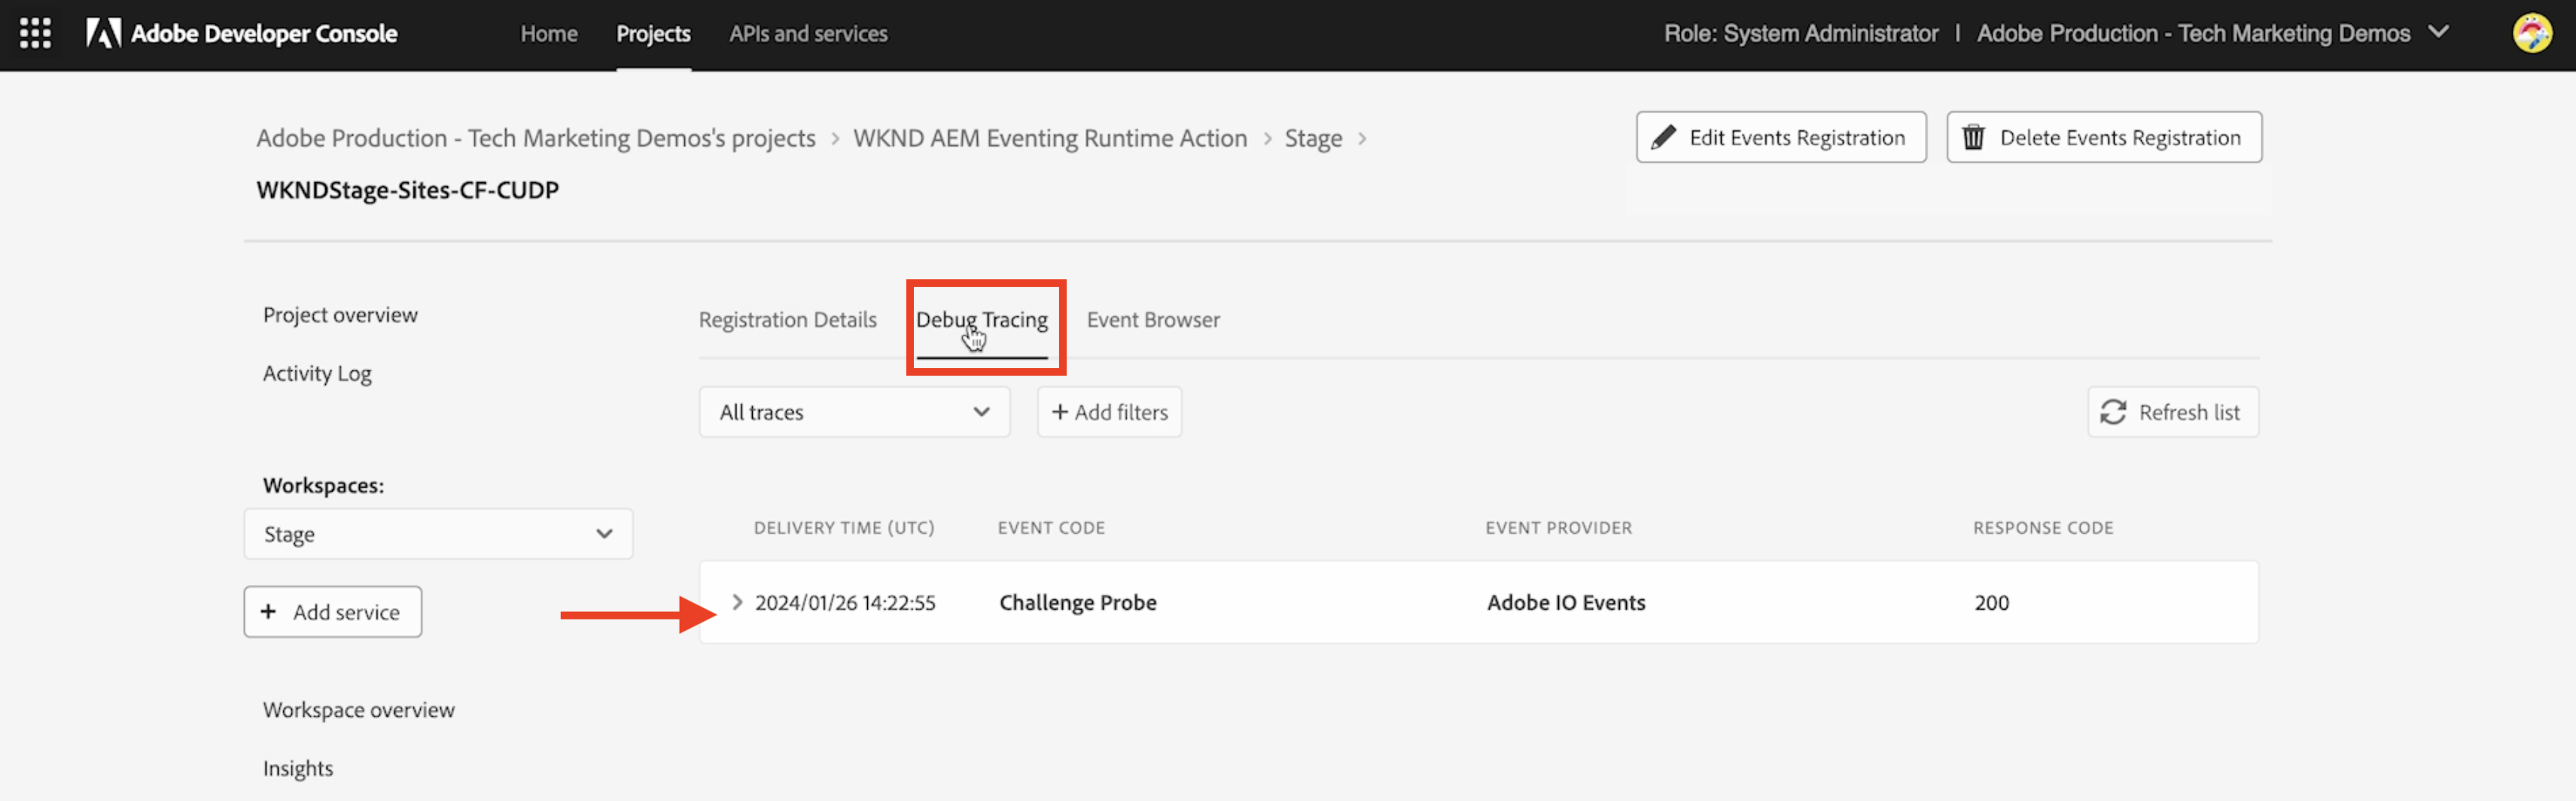 Adobe Developer Console Home Projects APIs and services Role: System Administrator | Adobe Production - Tech Marketing Demos
Adobe Production - Tech Marketing Demos's projects > WKND AEM Eventing Runtime Action > Stage > Edit Events Registration Delete Events Registration
WKNDStage-Sites-CF-CUDP
Project overview
Activity Log
Workspaces:
Stage
+ Add service
Workspace overview
Insights
Registration Details Debug Tracing Event Browser
All traces + Add filters Refresh list
DELIVERY TIME (UTC) EVENT CODE EVENT PROVIDER RESPONSE CODE
> 2024/01/26 14:22:55 Challenge Probe Adobe IO Events 200